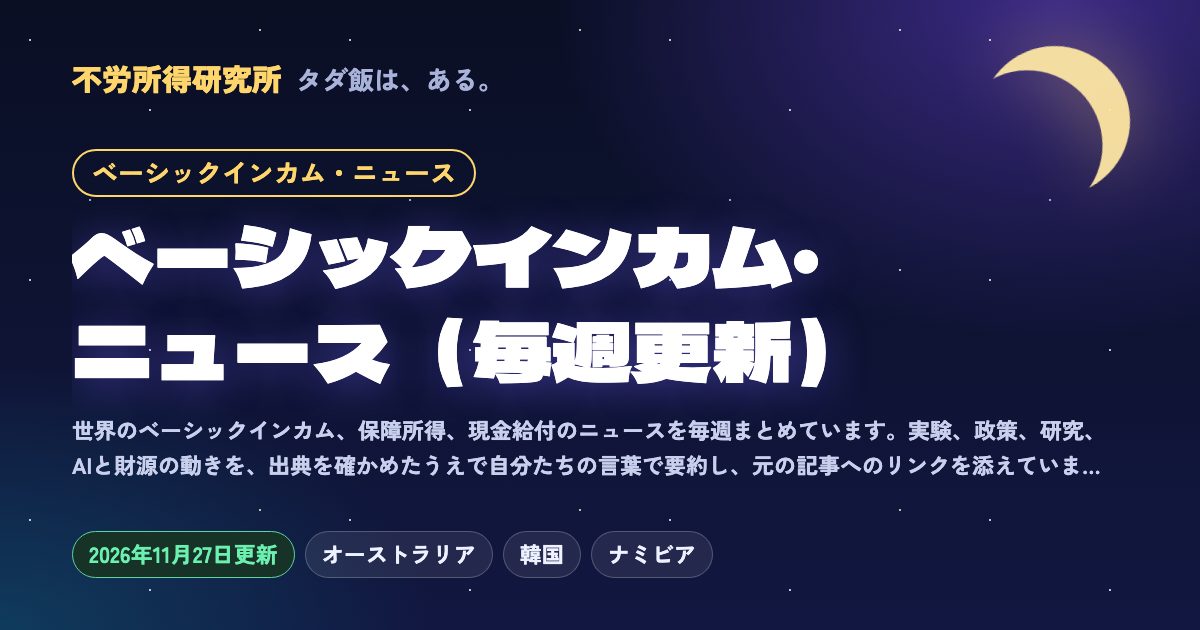 不労所得研究所 タダ飯は、ある。
ベーシックインカム・ニュース
ベーシックインカム・
ニュース（毎週更新）
世界のベーシックインカム、保障所得、現金給付のニュースを毎週まとめています。実験、政策、研究、
AIと財源の動きを、出典を確かめたうえで自分たちの言葉で要約し、元の記事へのリンクを添えていま…
2026年11月27日更新 オーストラリア 韓国 ナミビア